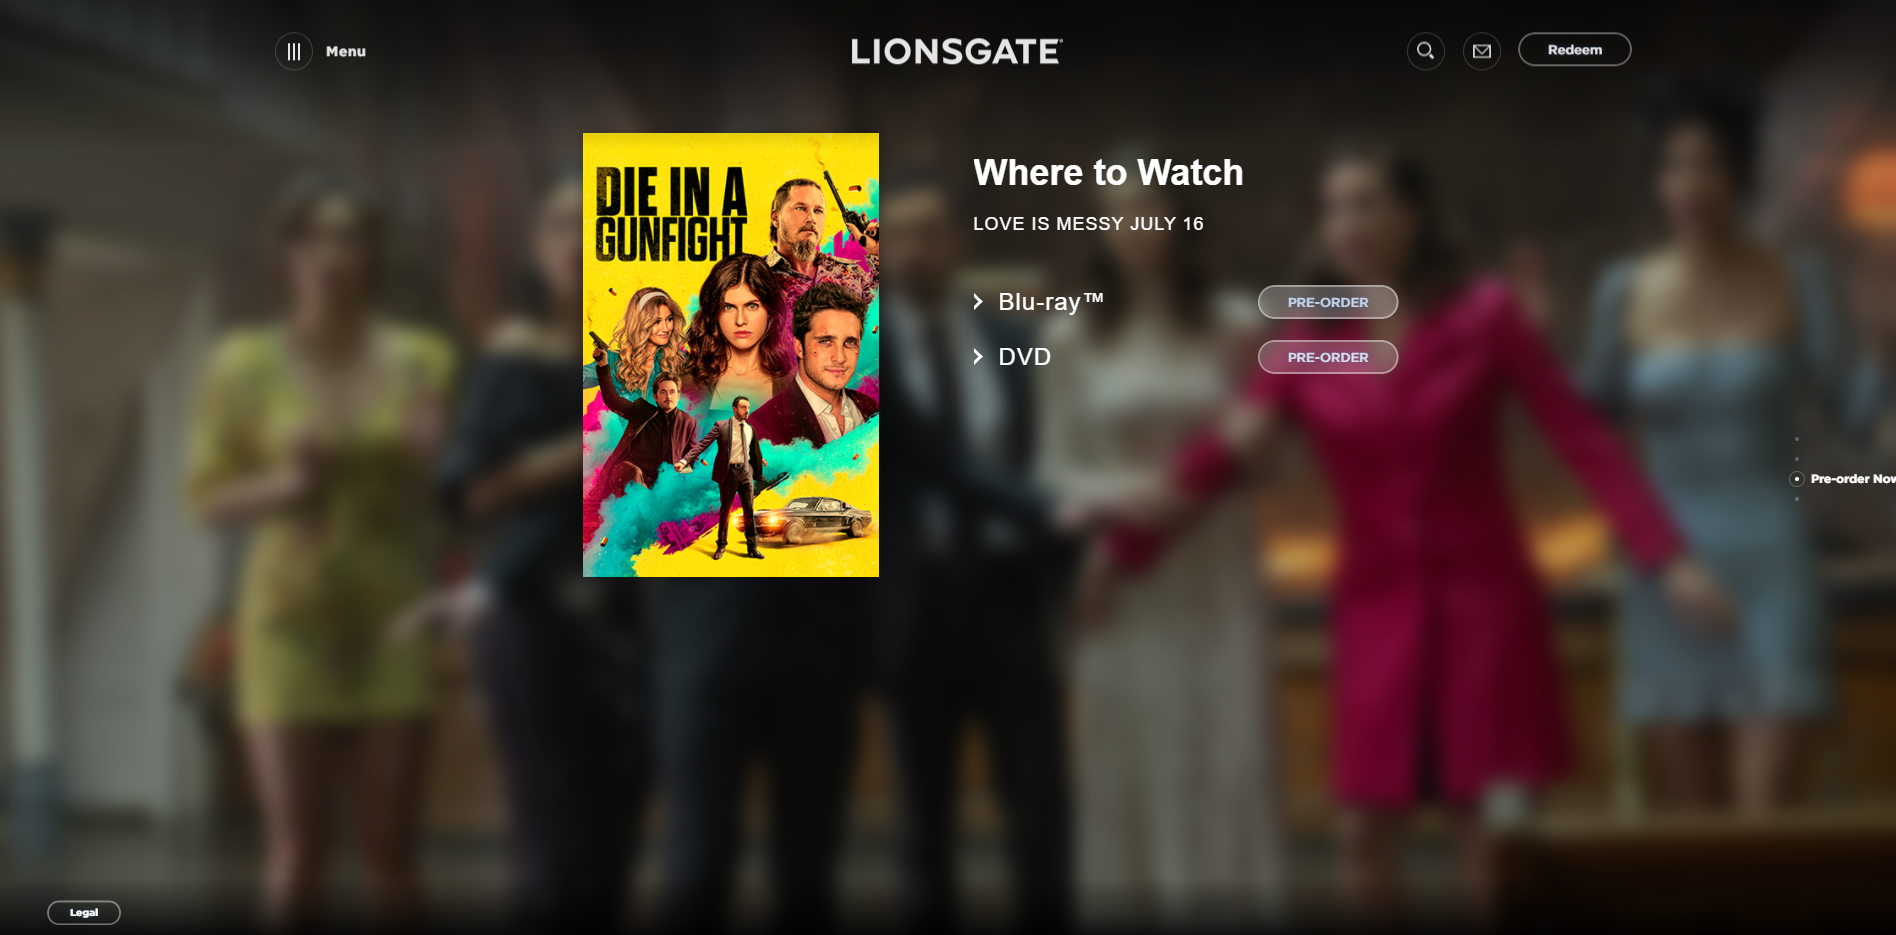 Menu
LIONSGATE
Redeem
DIE IN A
GUNFIGHT
Where to Watch
LOVE IS MESSY JULY 16
Blu-ray™
PRE-ORDER
DVD
PRE-ORDER
Pre-order Now
Legal